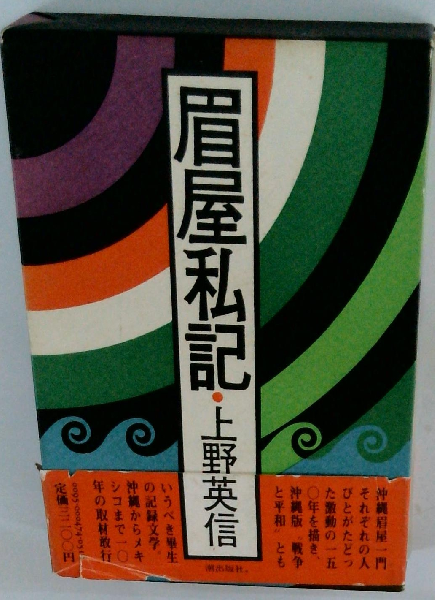 眉屋私記
上野英信
沖縄眉屋一門
それぞれの人
びとがたどっ
た激動の一五
〇年を描き、
沖縄版〝戦争
と平和〟とも
いうべき畢生
の記録文学。
沖縄からメキ
シコまで一〇
年の取材敢行
潮出版社